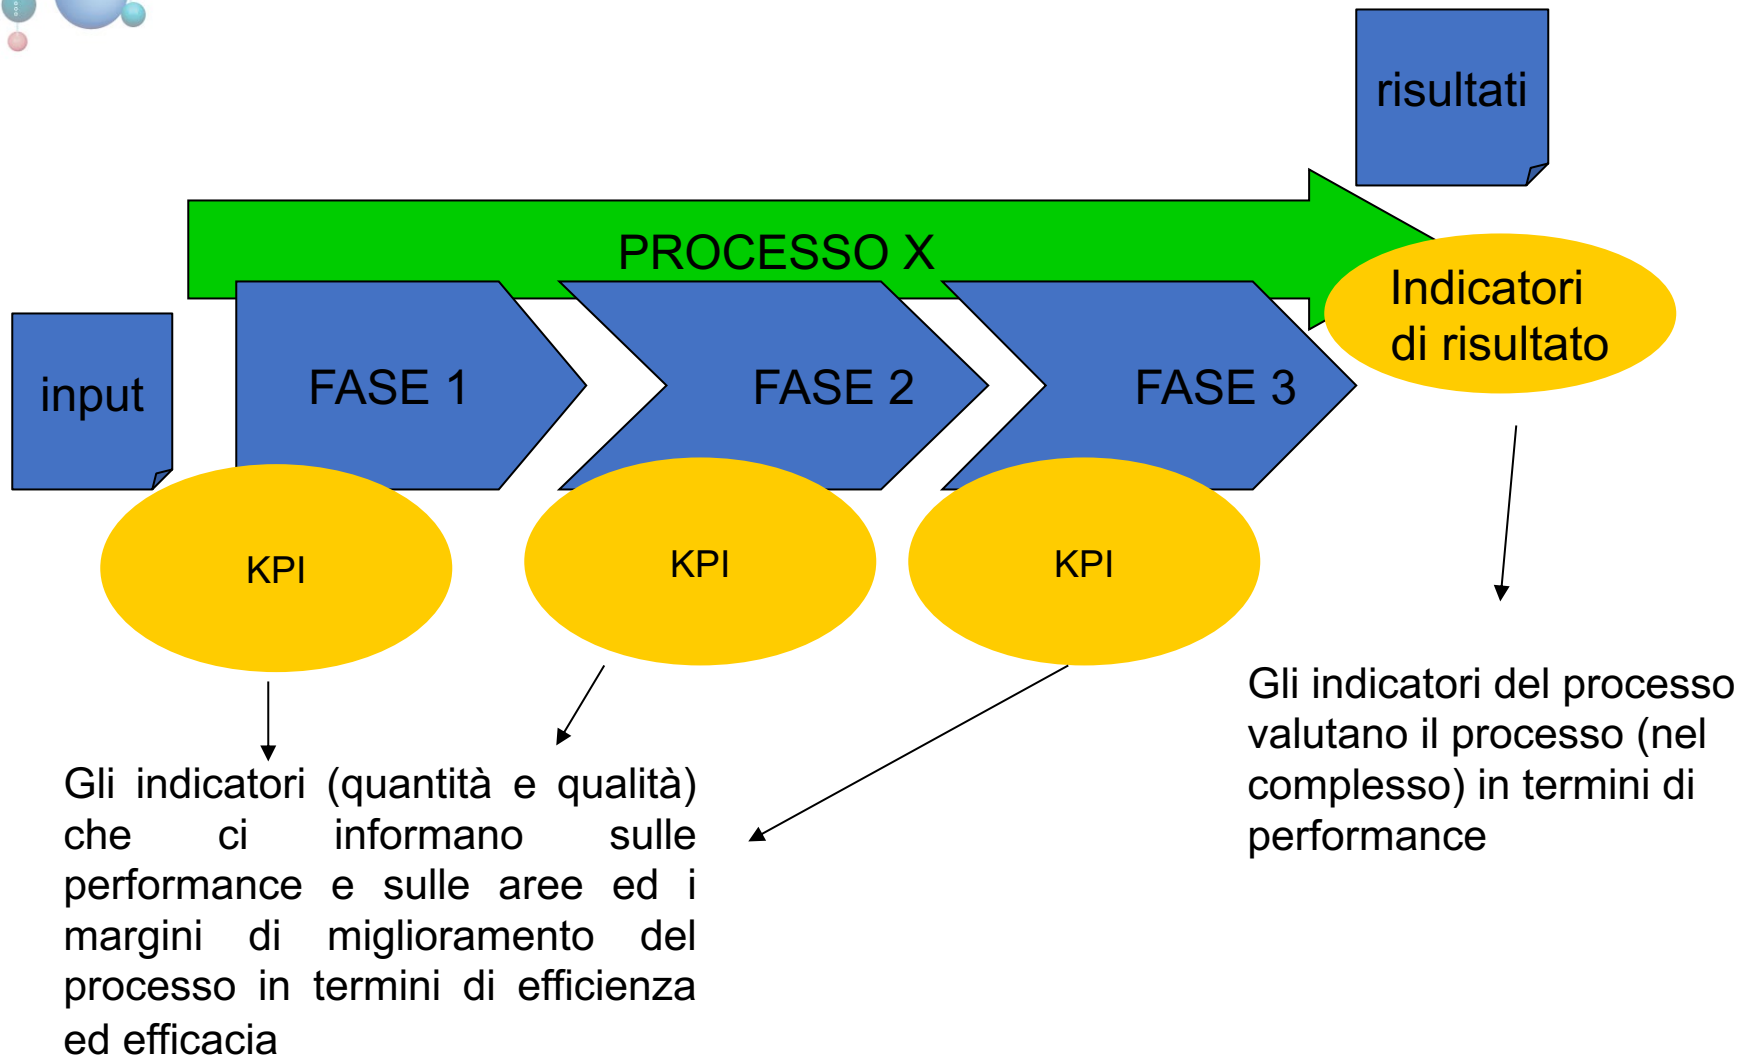 risultati
PROCESSO X
Indicatori
di risultato
input
FASE 1
FASE 2
FASE 3
KPI
KPI
KPI
Gli indicatori (quantità e qualità)
che ci informano sulle
performance e sulle aree ed i
margini di miglioramento del
processo in termini di efficienza
ed efficacia
Gli indicatori del processo
valutano il processo (nel
complesso) in termini di
performance